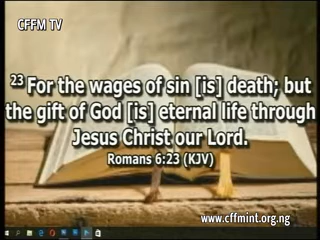 CFFM TV
23 For the wages of sin [is] death; but
the gift of God [is] eternal life through
Jesus Christ our Lord.
Romans 6:23 (KJV)
www.cffmint.org.ng